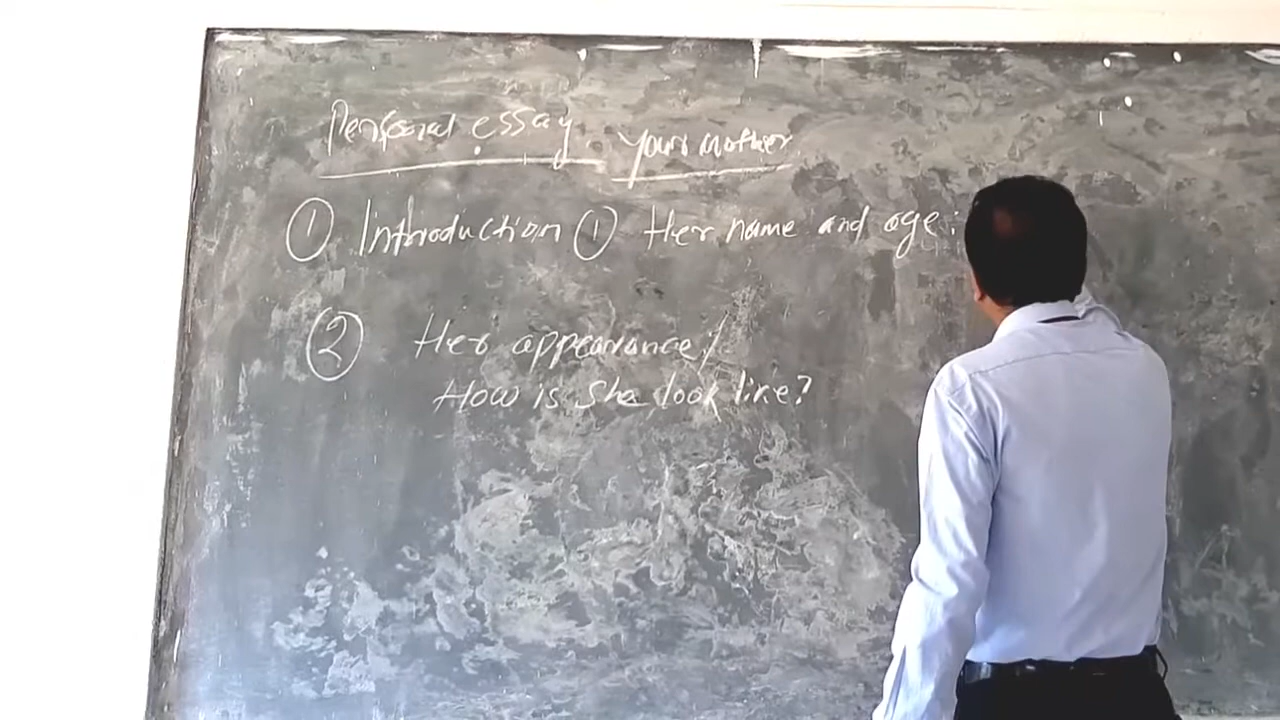 Personal essay. Your Mother
① Introduction ① Her name and age:
② Her appearance/
How is she look like?